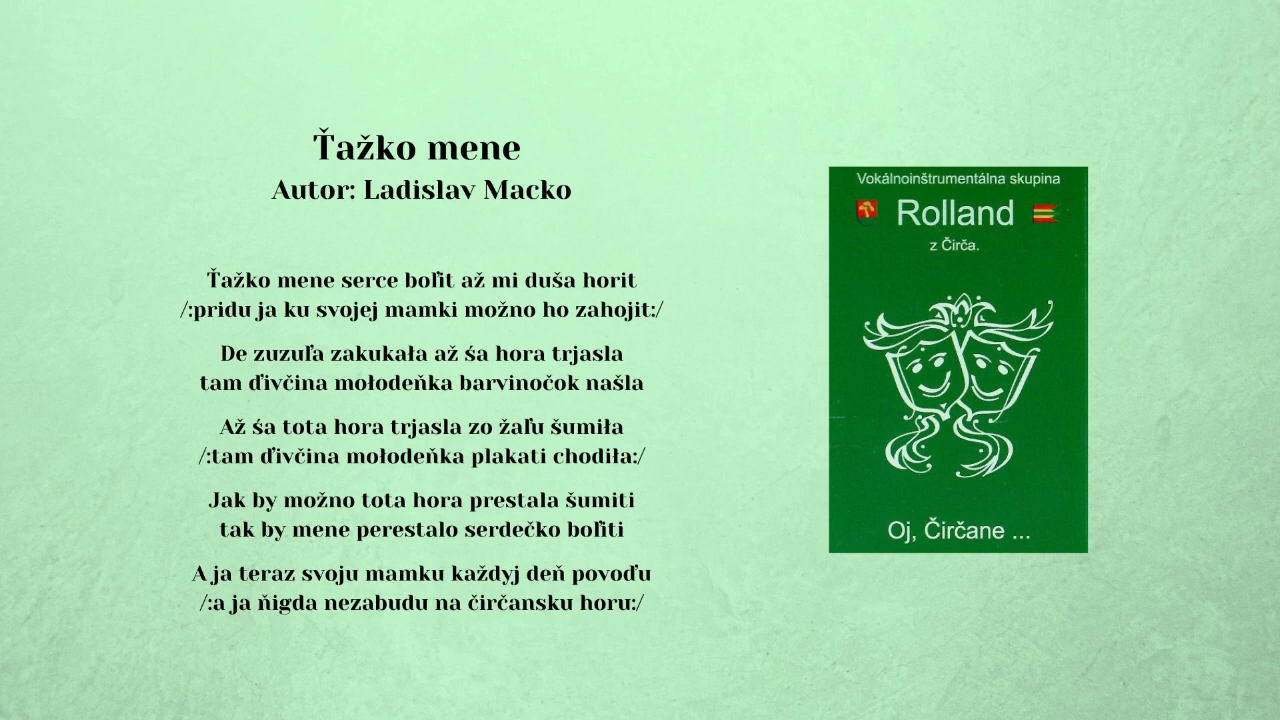 Ťažko mene
Autor: Ladislav Macko
Ťažko mene serce boľit až mi duša horit
/:pridu ja ku svojej mamki možno ho zahojit:/
De zuzuľa zakukała až śa hora trjasla
tam ďivčina mołodeňka barvinočok našla
Až śa tota hora trjasla zo žaľu šumiła
/:tam ďivčina mołodeňka plakati chodiła:/
Jak by možno tota hora prestala šumiti
tak by mene perestalo serdečko boľiti
A ja teraz svoju mamku każdyj deň povoďu
/:a ja ňigda nezabudu na čirčansku horu:/
Vokálnoinštrumentálna skupina
Rolland
z Čirča.
Oj, Čirčane ...